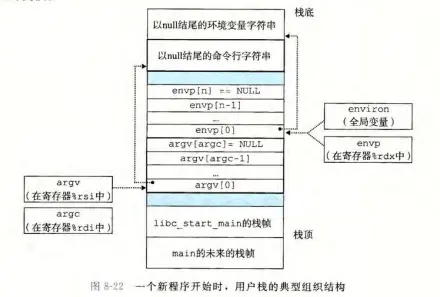 栈底
以null结尾的环境变量字符串
以null结尾的命令行字符串
envp[n] == NULL
envp[n-1]
…
envp[0]
argv[argc]= NULL
argv[argc-1]
…
argv[0]
libc_start_main的栈帧
main的未来的栈帧
栈顶
environ
(全局变量)
envp
(在寄存器%rdx中)
argv
(在寄存器%rsi中)
argc
(在寄存器%rdi中)
图 8-22 一个新程序开始时，用户栈的典型组织结构